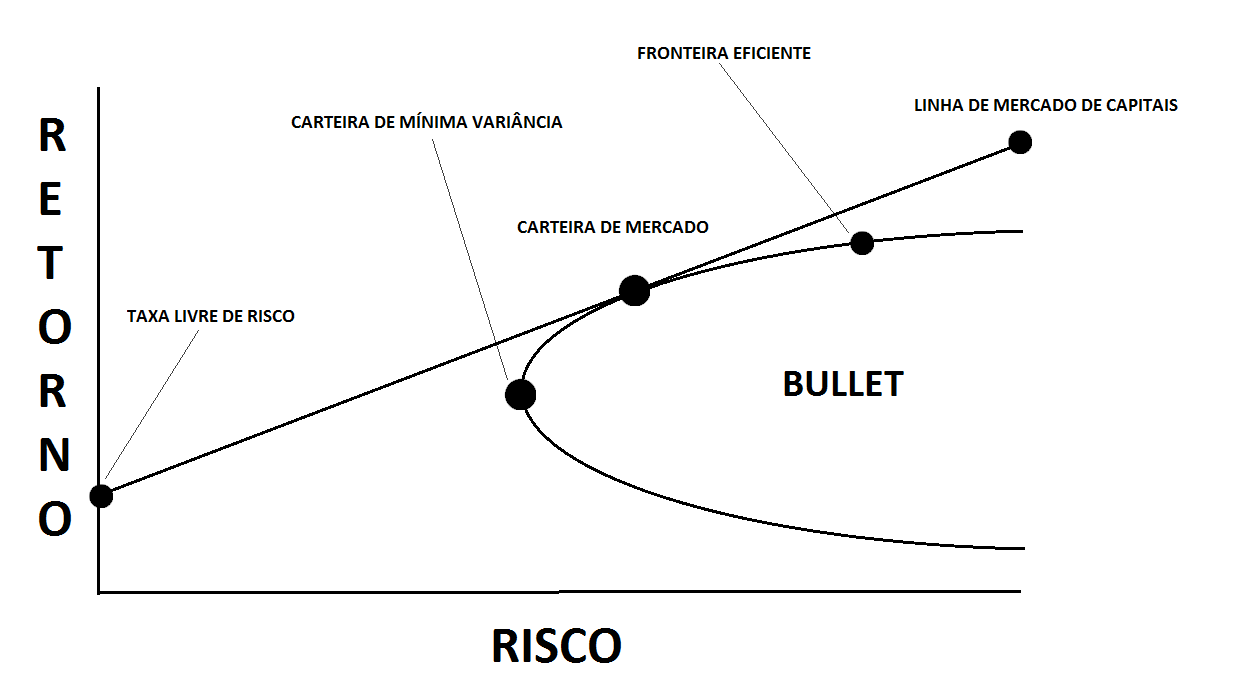 FRONTEIRA EFICIENTE
LINHA DE MERCADO DE CAPITAIS
CARTEIRA DE MÍNIMA VARIÂNCIA
CARTEIRA DE MERCADO
TAXA LIVRE DE RISCO
BULLET
RETORNO
RISCO